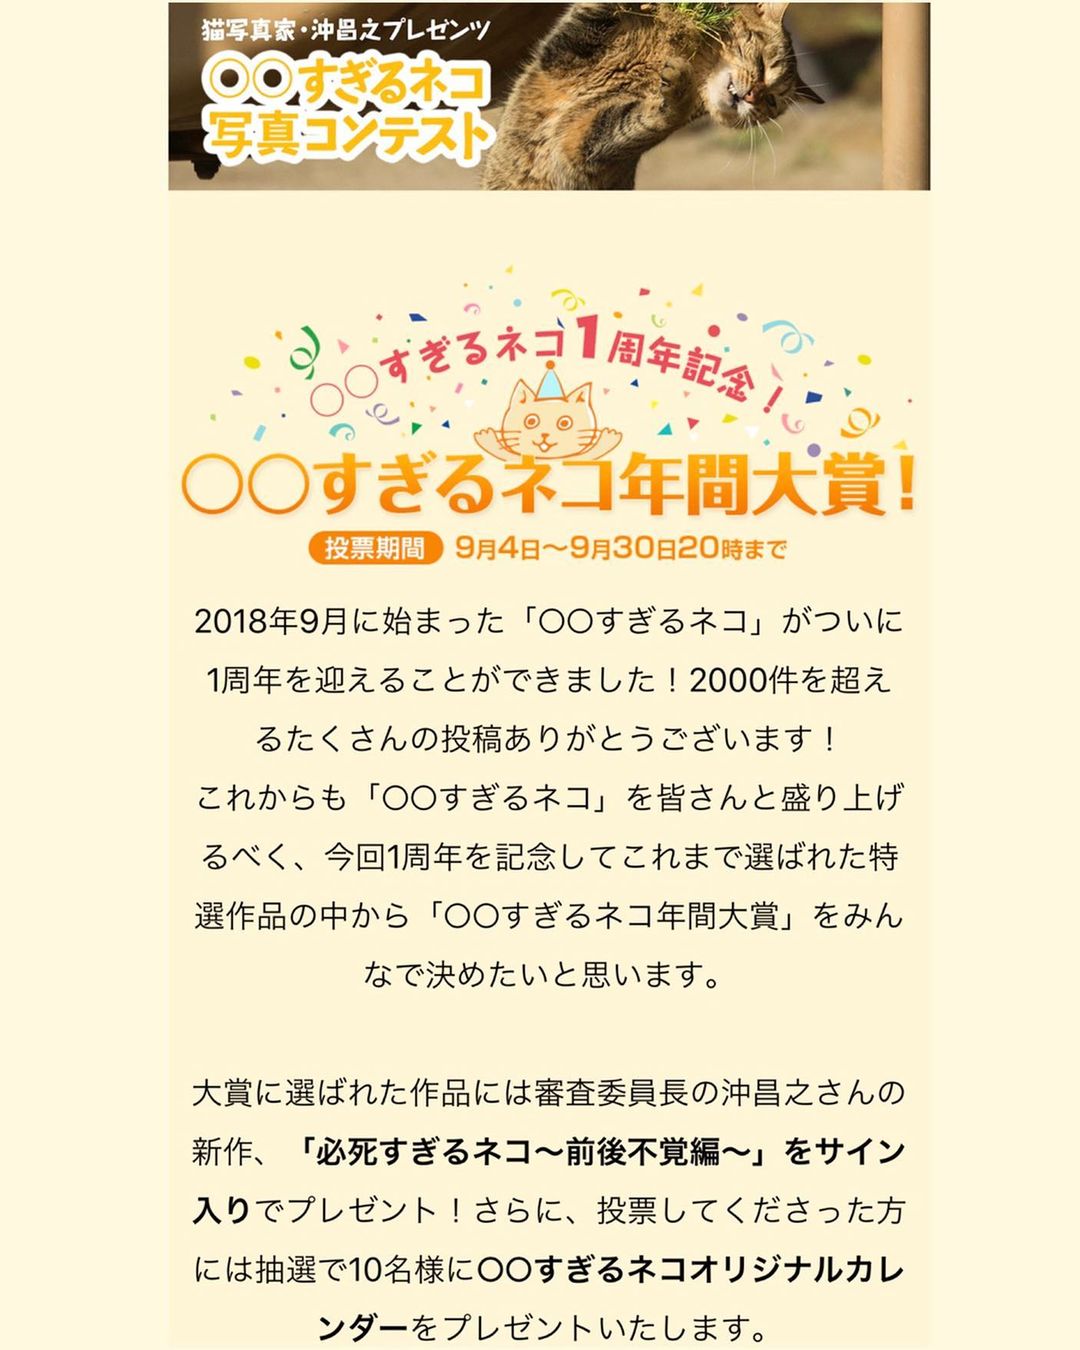 猫写真家・沖昌之プレゼンツ
○○すぎるネコ
写真コンテスト
○○すぎるネコ1周年記念！
○○すぎるネコ年間大賞！
投票期間 9月4日～9月30日20時まで
2018年9月に始まった「○○すぎるネコ」がついに
1周年を迎えることができました！2000件を超え
るたくさんの投稿ありがとうございます！
これからも「○○すぎるネコ」を皆さんと盛り上げ
るべく、今回1周年を記念してこれまで選ばれた特
選作品の中から「○○すぎるネコ年間大賞」をみん
なで決めたいと思います。
大賞に選ばれた作品には審査委員長の沖昌之さんの
新作、「必死すぎるネコ～前後不覚編～」をサイン
入りでプレゼント！さらに、投票してくださった方
には抽選で10名様に○○すぎるネコオリジナルカレ
ンダーをプレゼントいたします。